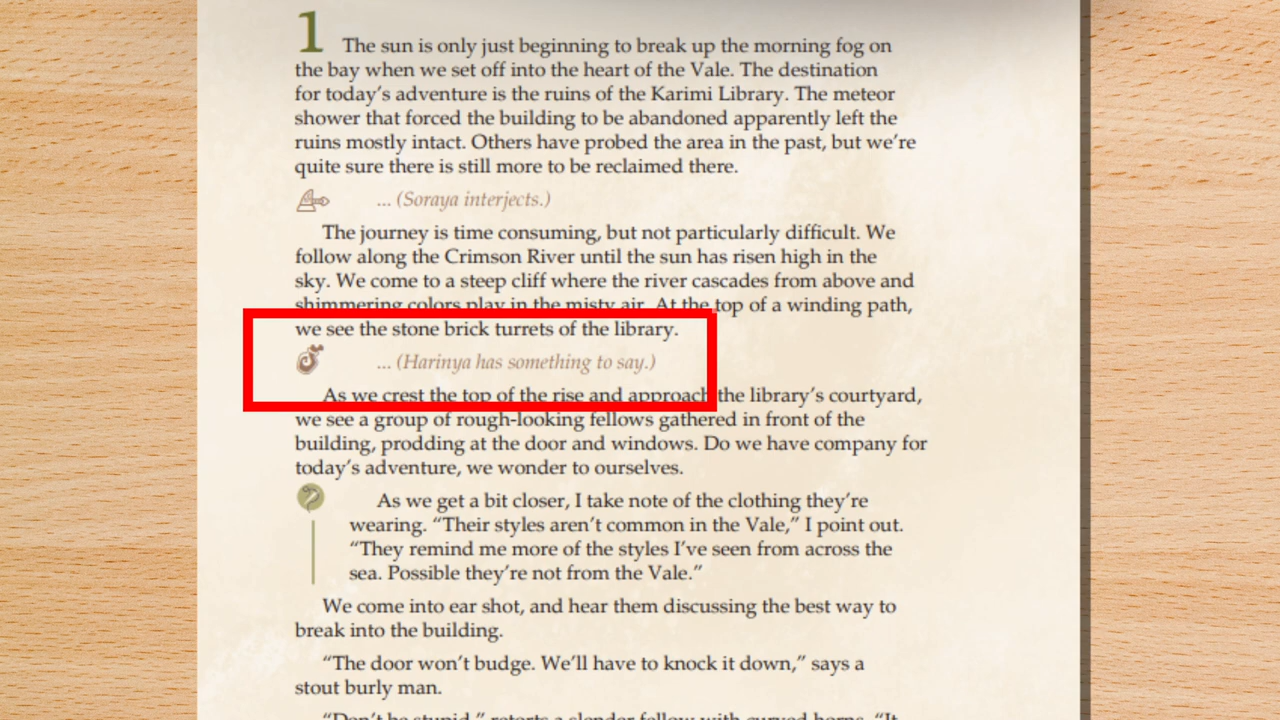 1 The sun is only just beginning to break up the morning fog on
the bay when we set off into the heart of the Vale. The destination
for today’s adventure is the ruins of the Karimi Library. The meteor
shower that forced the building to be abandoned apparently left the
ruins mostly intact. Others have probed the area in the past, but we’re
quite sure there is still more to be reclaimed there.
... (Soraya interjects.)
The journey is time consuming, but not particularly difficult. We
follow along the Crimson River until the sun has risen high in the
sky. We come to a steep cliff where the river cascades from above and
shimmering colors play in the misty air. At the top of a winding path,
we see the stone brick turrets of the library.
... (Harinya has something to say.)
As we crest the top of the rise and approach the library’s courtyard,
we see a group of rough-looking fellows gathered in front of the
building, prodding at the door and windows. Do we have company for
today’s adventure, we wonder to ourselves.
As we get a bit closer, I take note of the clothing they’re
wearing. “Their styles aren’t common in the Vale,” I point out.
“They remind me more of the styles I’ve seen from across the
sea. Possible they’re not from the Vale.”
We come into ear shot, and hear them discussing the best way to
break into the building.
“The door won’t budge. We’ll have to knock it down,” says a
stout burly man.
“Don’t be stupid,” retorts a slender fellow with curved horns. “It